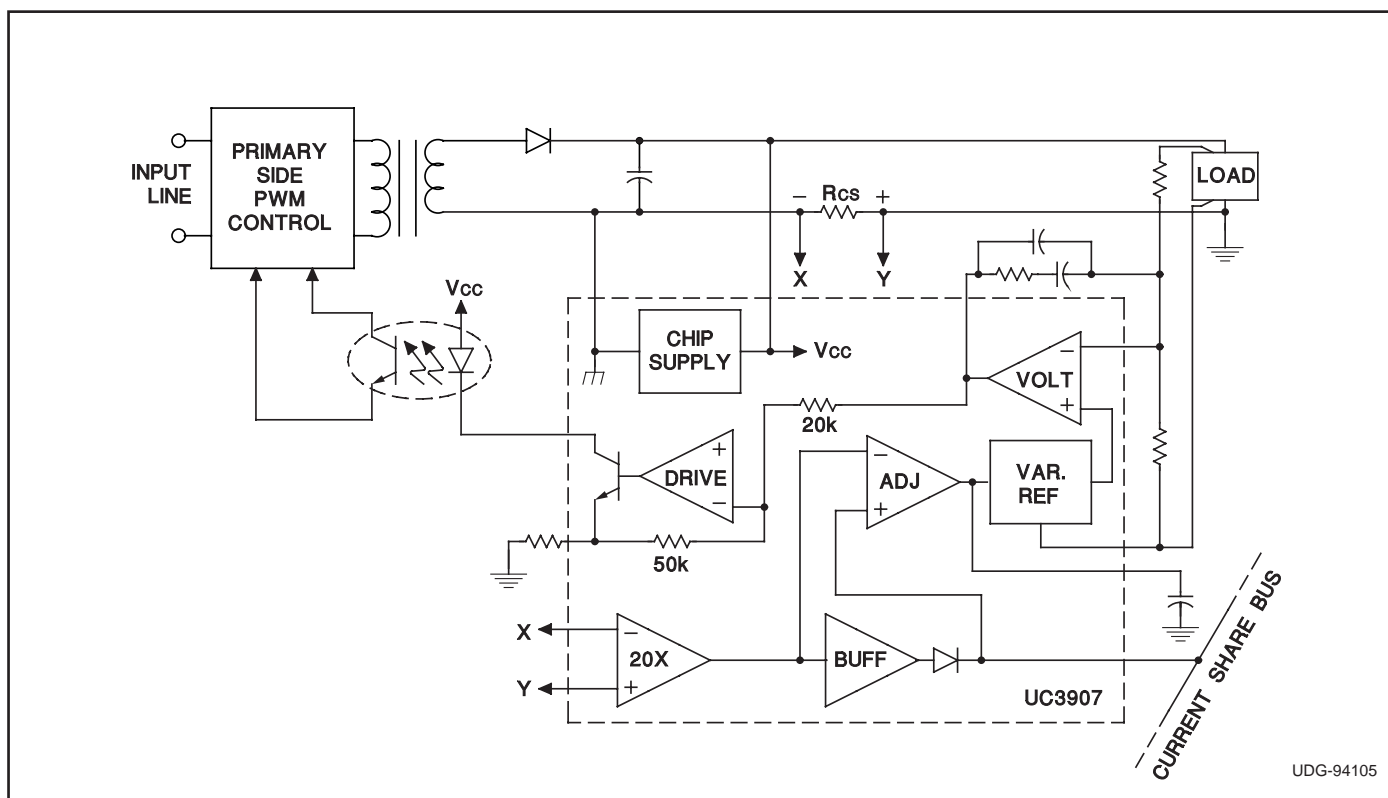 PRIMARY
SIDE
PWM
CONTROL
INPUT
LINE
− Rcs +
LOAD
X
Y
Vcc
CHIP
SUPPLY
Vcc
−
VOLT
+
20k
+
DRIVE
−
−
ADJ
+
VAR.
REF
50k
X
−
20X
Y
+
BUFF
UC3907
CURRENT SHARE BUS
UDG-94105